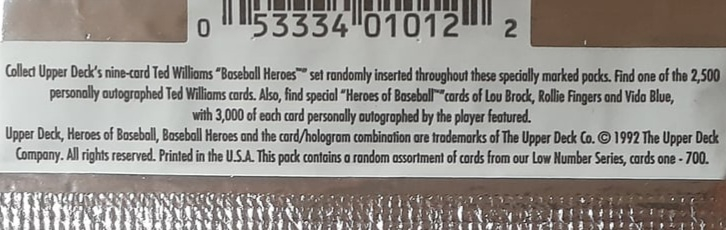 0 53334 01012 2
Collect Upper Deck's nine-card Ted Williams "Baseball Heroes™" set randomly inserted throughout these specially marked packs. Find one of the 2,500
personally autographed Ted Williams cards. Also, find special "Heroes of Baseball™"cards of Lou Brock, Rollie Fingers and Vida Blue,
with 3,000 of each card personally autographed by the player featured.
Upper Deck, Heroes of Baseball, Baseball Heroes and the card/hologram combination are trademarks of The Upper Deck Co. © 1992 The Upper Deck
Company. All rights reserved. Printed in the U.S.A. This pack contains a random assortment of cards from our Low Number Series, cards one - 700.